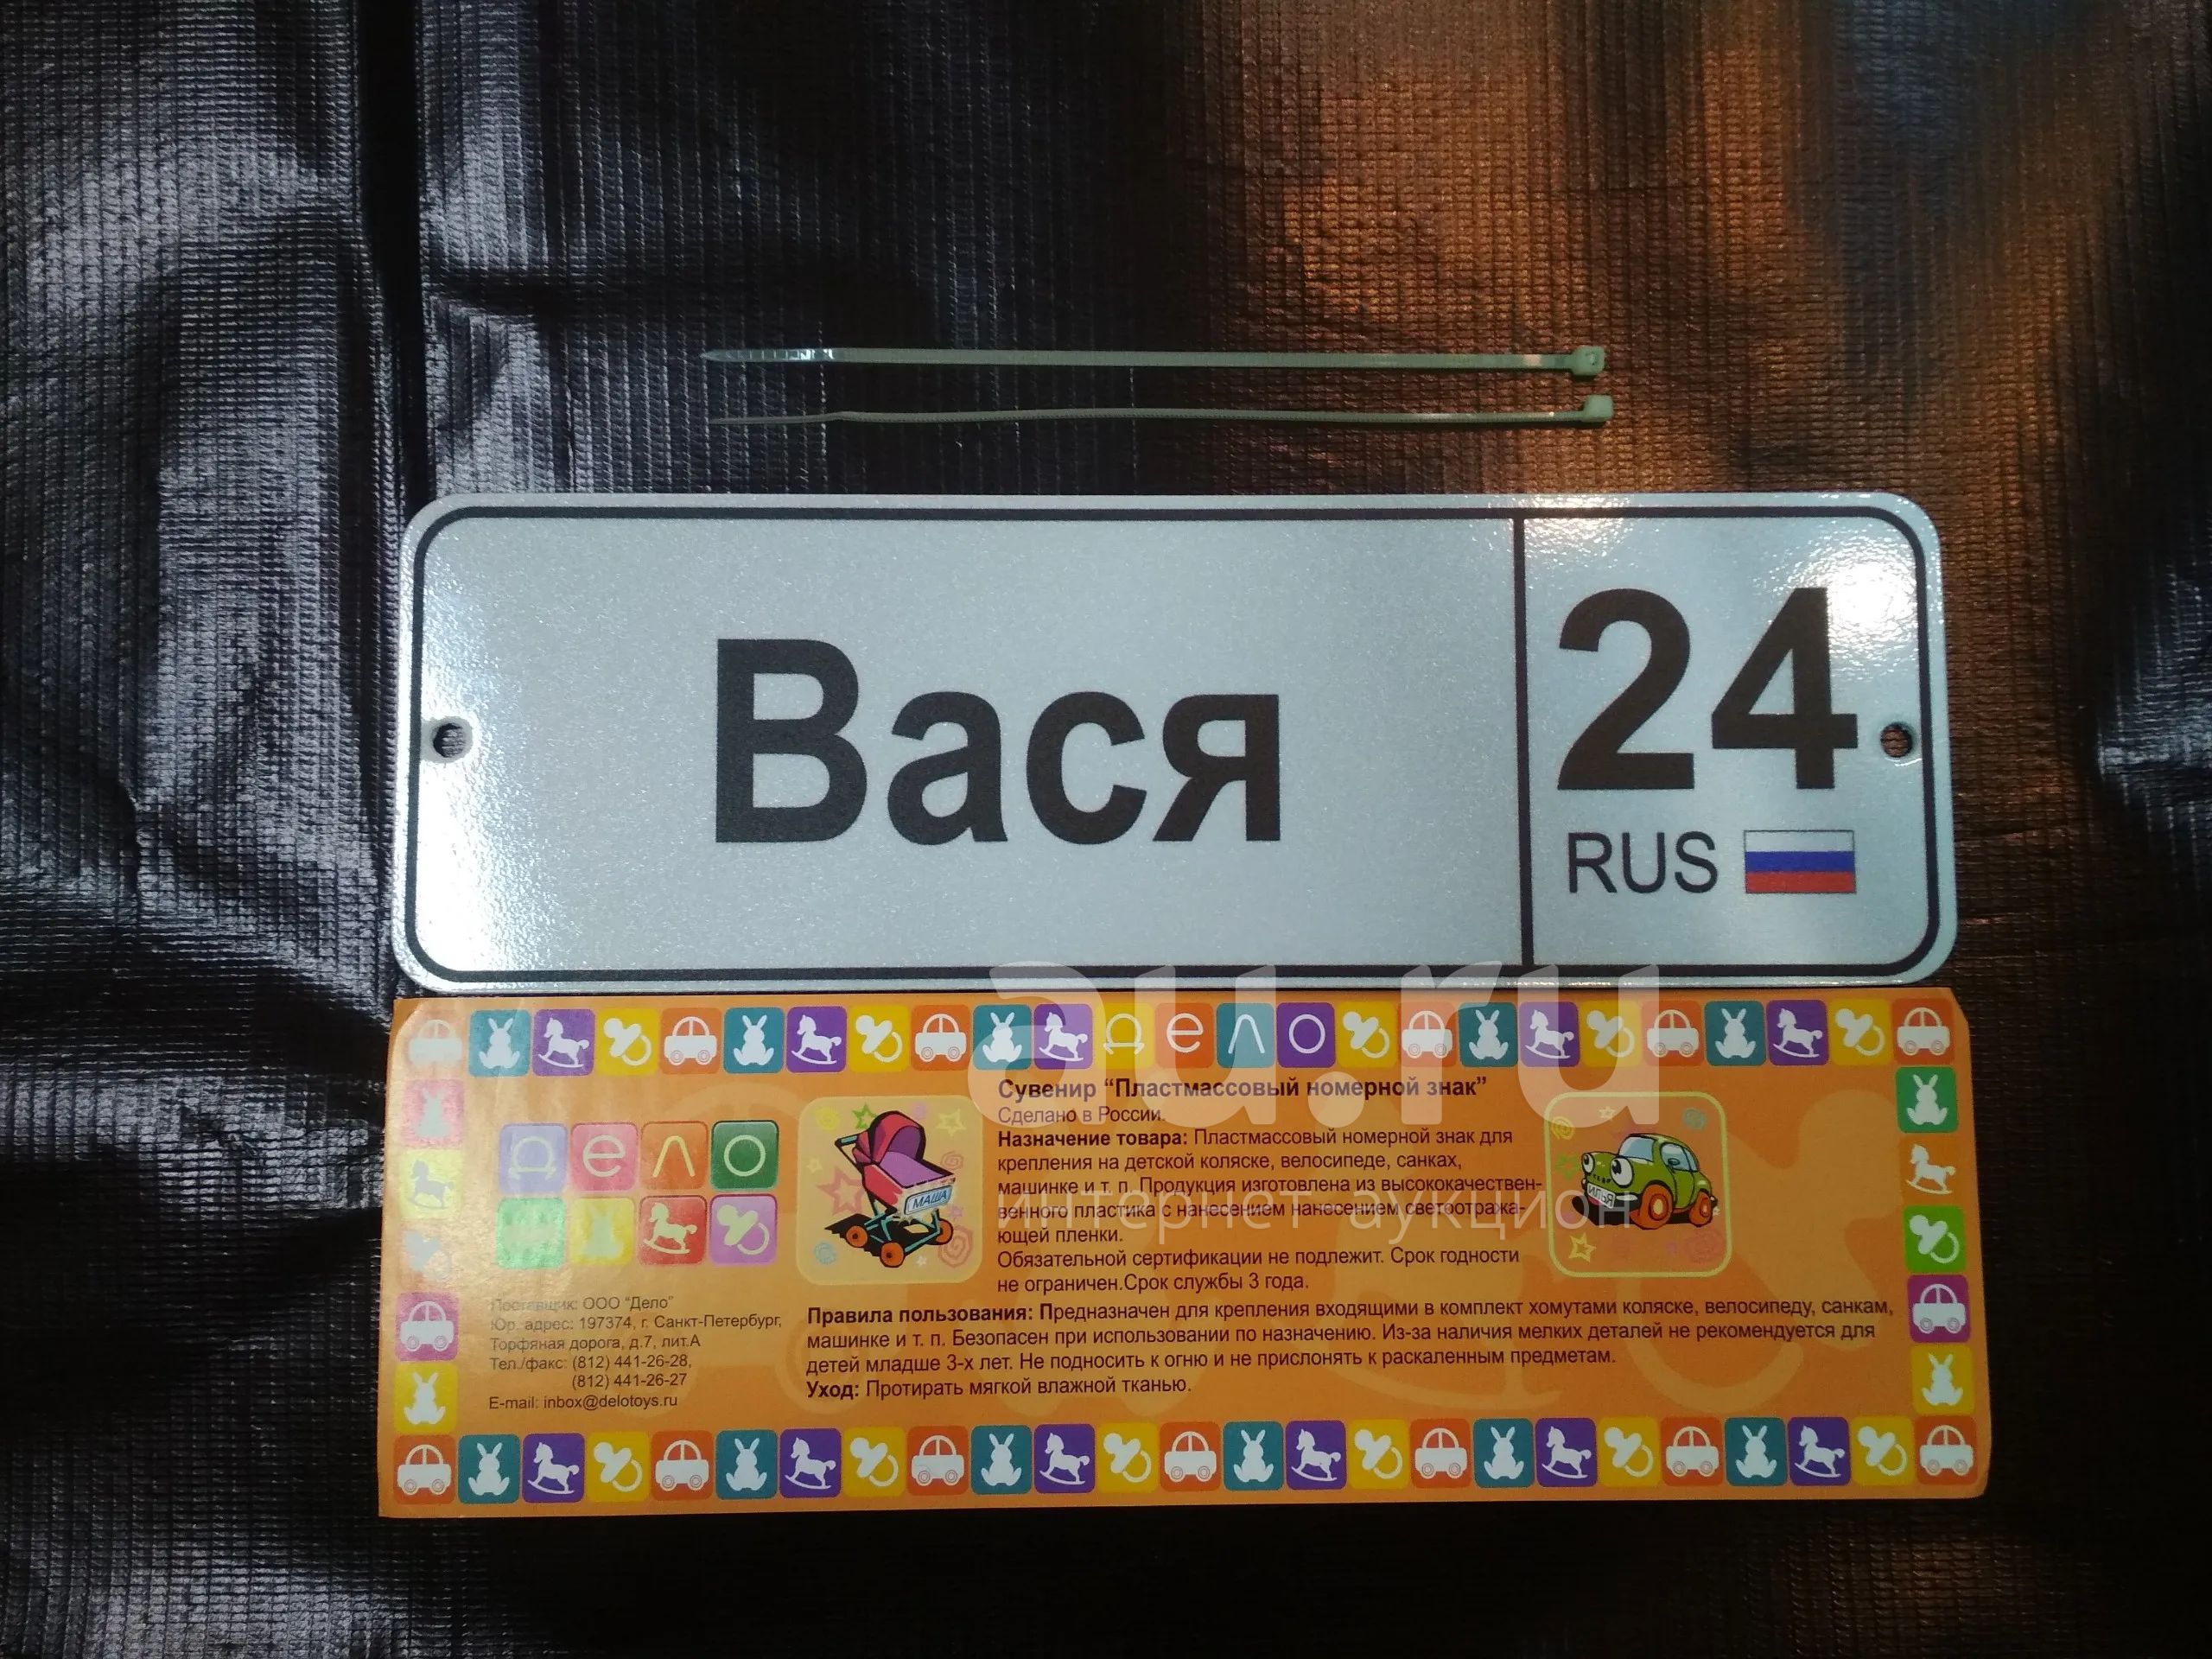 Вася
24
RUS
дело
Сувенир “Пластмассовый номерной знак”
Сделано в России.
Назначение товара: Пластмассовый номерной знак для
крепления на детской коляске, велосипеде, санках,
машинке и т. п. Продукция изготовлена из высококачествен-
венного пластика с нанесением нанесением светоотража-
ющей пленки.
Обязательной сертификации не подлежит. Срок годности
не ограничен.Срок службы 3 года.
дело
МАША
ИЛЬЯ
Поставщик: ООО “Дело”
Юр. адрес: 197374, г. Санкт-Петербург,
Торфяная дорога, д.7, лит.А
Тел./факс: (812) 441-26-28,
(812) 441-26-27
E-mail: inbox@delotoys.ru
Правила пользования: Предназначен для крепления входящими в комплект хомутами коляске, велосипеду, санкам,
машинке и т. п. Безопасен при использовании по назначению. Из-за наличия мелких деталей не рекомендуется для
детей младше 3-х лет. Не подносить к огню и не прислонять к раскаленным предметам.
Уход: Протирать мягкой влажной тканью.
au.ru
интернет-аукцион